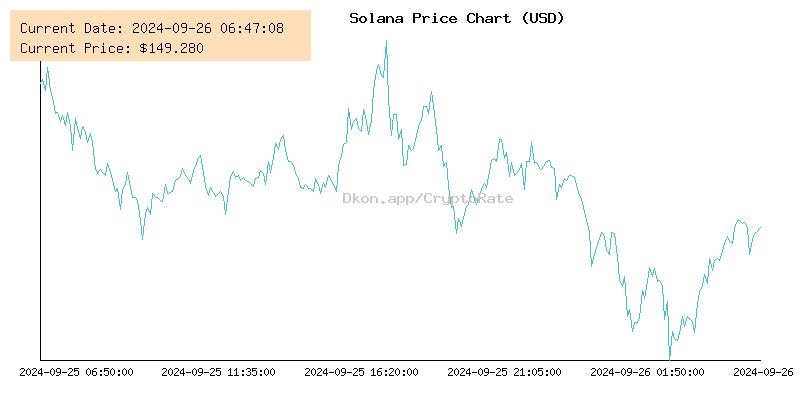 Solana Price Chart (USD)
Current Date: 2024-09-26 06:47:08
Current Price: $149.280
Dkon.app/CryptoRate
2024-09-25 06:50:00 2024-09-25 11:35:00 2024-09-25 16:20:00 2024-09-25 21:05:00 2024-09-26 01:50:00 2024-09-26